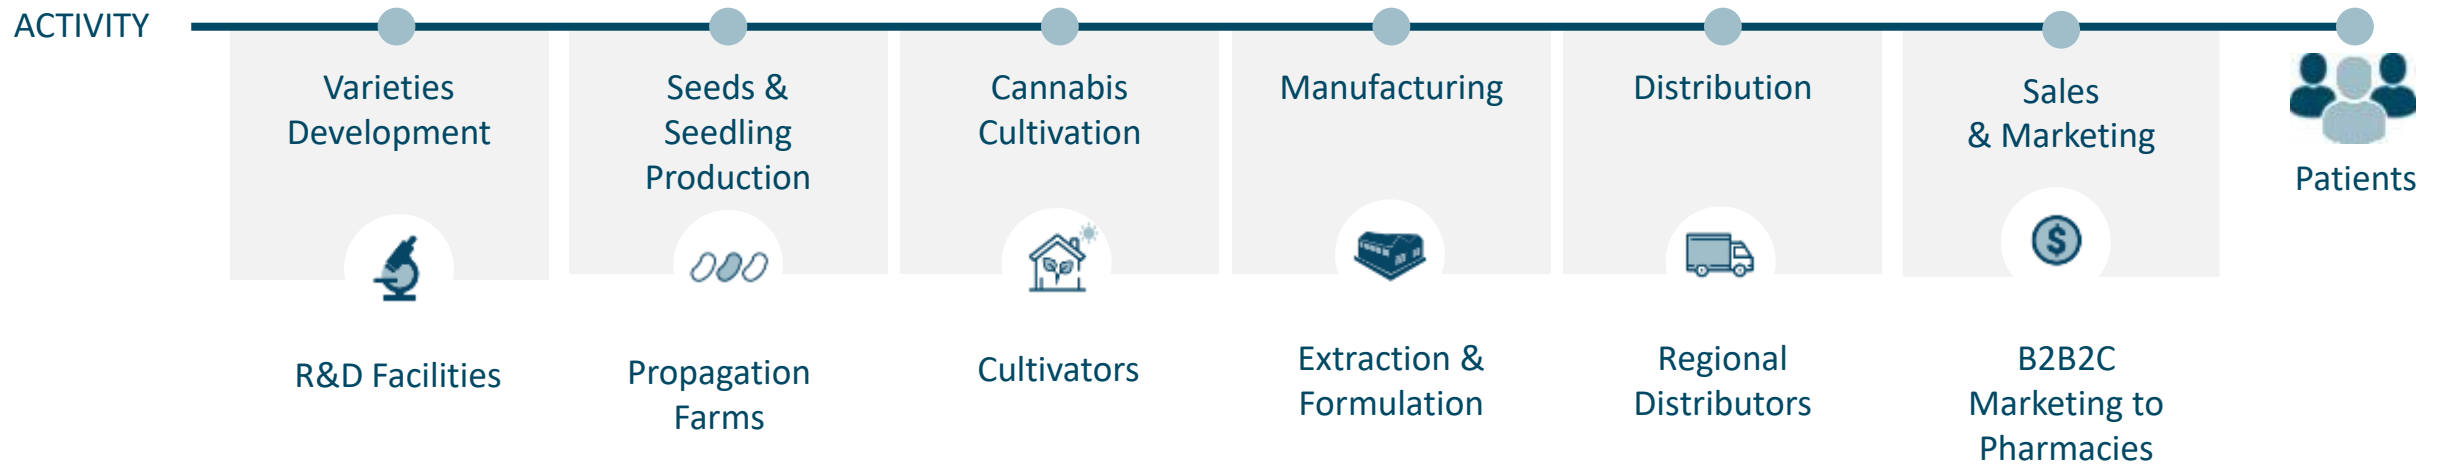 ACTIVITY
Varieties
Development
R&D Facilities
Seeds &
Seedling
Production
Propagation
Farms
Cannabis
Cultivation
Cultivators
Manufacturing
Extraction &
Formulation
Distribution
Regional
Distributors
Sales
& Marketing
$
B2B2C
Marketing to
Pharmacies
Patients